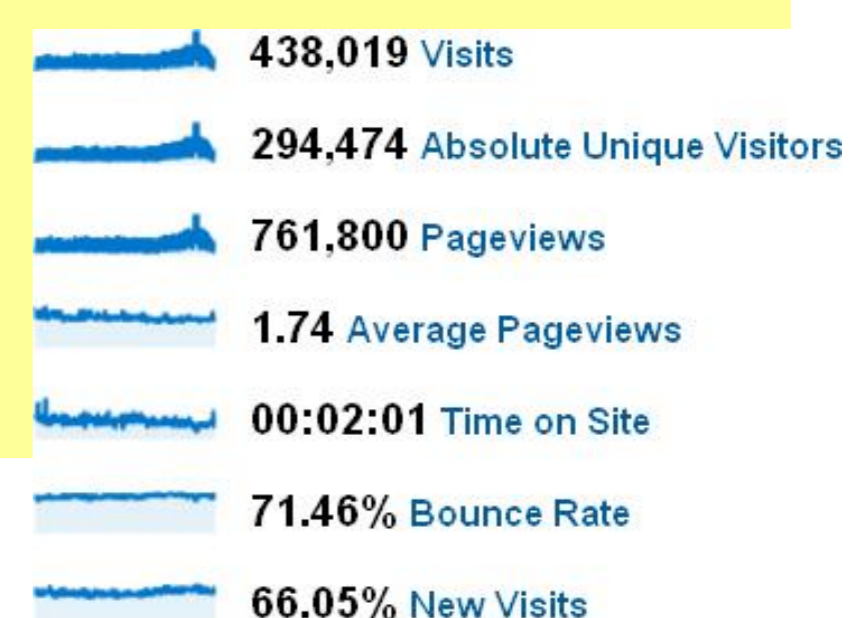 438,019 Visits
294,474 Absolute Unique Visitors
761,800 Pageviews
1.74 Average Pageviews
00:02:01 Time on Site
71.46% Bounce Rate
66.05% New Visits